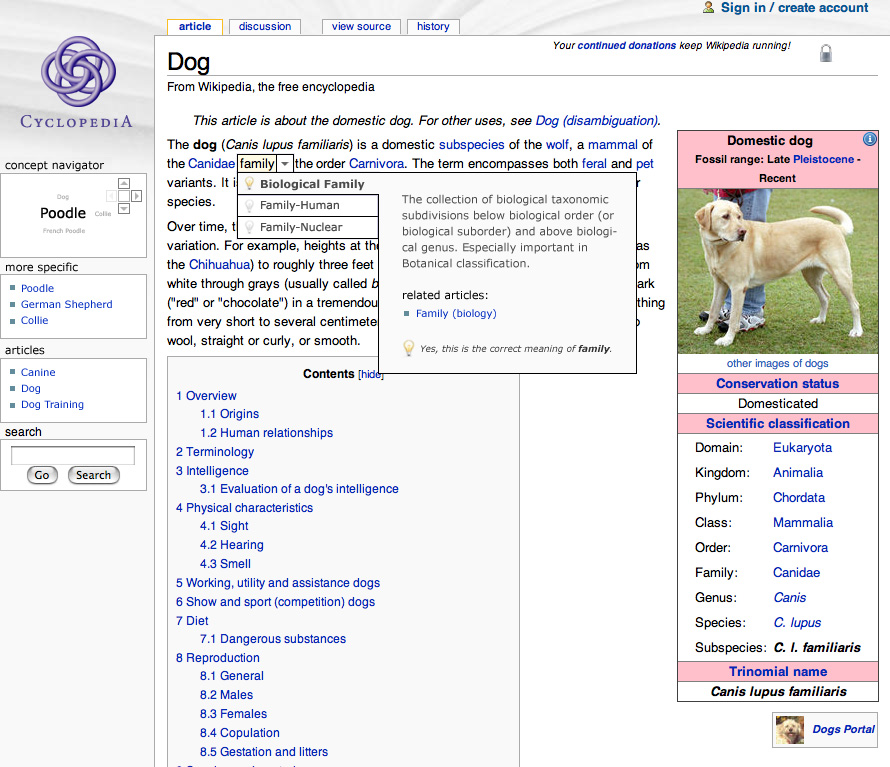 Sign in / create account
article
discussion
view source
history
Your continued donations keep Wikipedia running!
CYCLOPEDIA
Dog
From Wikipedia, the free encyclopedia
This article is about the domestic dog. For other uses, see Dog (disambiguation).
The dog (Canis lupus familiaris) is a domestic subspecies of the wolf, a mammal of
the Canidae family the order Carnivora. The term encompasses both feral and pet
variants. It
species.
Over time, t
variation. For example, heights at the as
the Chihuahua) to roughly three feet
white through grays (usually called b ark
("red" or "chocolate") in a tremendou thing
from very short to several centimete
wool, straight or curly, or smooth.
Biological Family
Family-Human
Family-Nuclear
The collection of biological taxonomic
subdivisions below biological order (or
biological suborder) and above biologi-
cal genus. Especially important in
Botanical classification.
related articles:
Family (biology)
Yes, this is the correct meaning of family.
concept navigator
Dog
Poodle
Collie
French Poodle
more specific
Poodle
German Shepherd
Collie
articles
Canine
Dog
Dog Training
search
Go
Search
Contents [hide]
1 Overview
1.1 Origins
1.2 Human relationships
2 Terminology
3 Intelligence
3.1 Evaluation of a dog's intelligence
4 Physical characteristics
4.1 Sight
4.2 Hearing
4.3 Smell
5 Working, utility and assistance dogs
6 Show and sport (competition) dogs
7 Diet
7.1 Dangerous substances
8 Reproduction
8.1 General
8.2 Males
8.3 Females
8.4 Copulation
8.5 Gestation and litters
Domestic dog
Fossil range: Late Pleistocene -
Recent
other images of dogs
Conservation status
Domesticated
Scientific classification
Domain: Eukaryota
Kingdom: Animalia
Phylum: Chordata
Class: Mammalia
Order: Carnivora
Family: Canidae
Genus: Canis
Species: C. lupus
Subspecies: C. l. familiaris
Trinomial name
Canis lupus familiaris
Dogs Portal